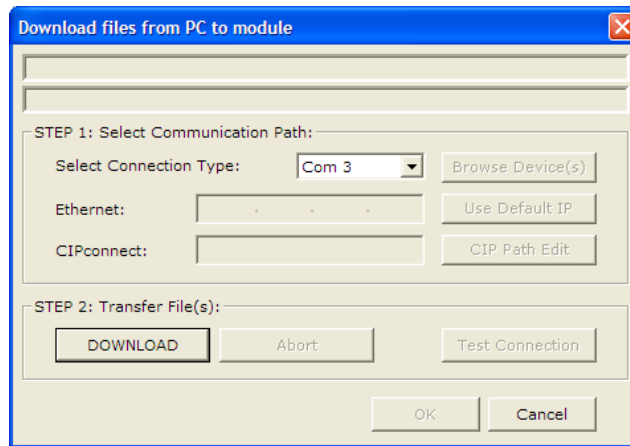 Download files from PC to module
STEP 1: Select Communication Path:
Select Connection Type: Com 3 Browse Device(s)
Ethernet: . . . Use Default IP
CIPconnect: CIP Path Edit
STEP 2: Transfer File(s):
DOWNLOAD Abort Test Connection
OK Cancel